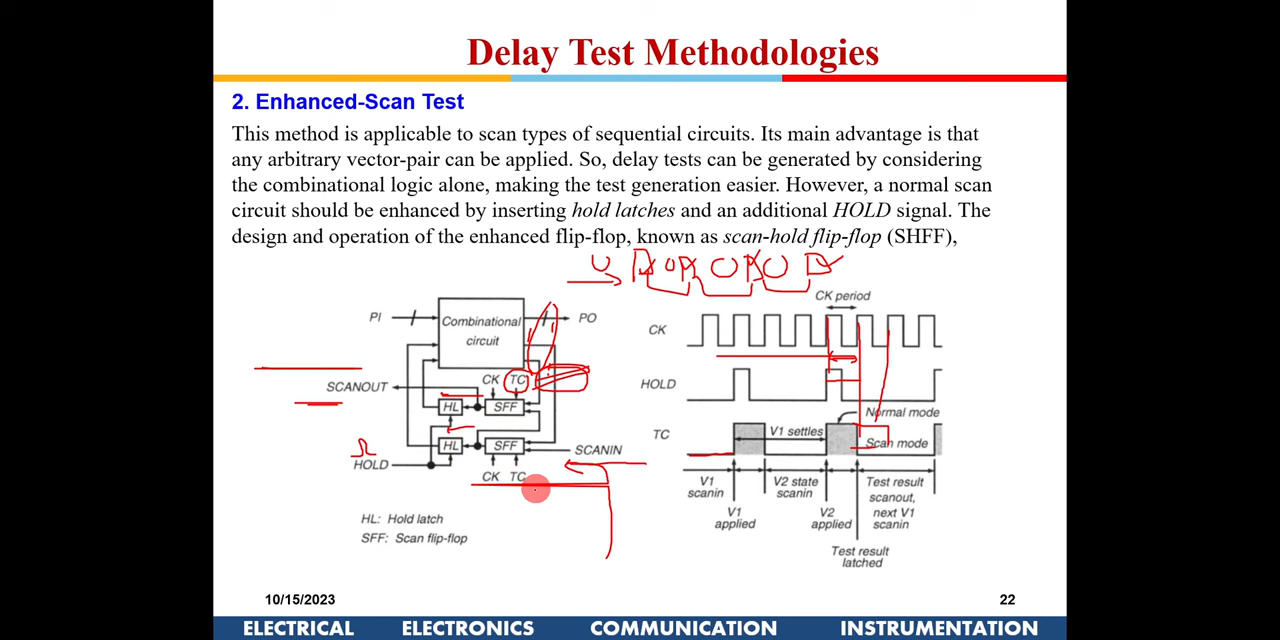 Delay Test Methodologies
2. Enhanced-Scan Test
This method is applicable to scan types of sequential circuits. Its main advantage is that
any arbitrary vector-pair can be applied. So, delay tests can be generated by considering
the combinational logic alone, making the test generation easier. However, a normal scan
circuit should be enhanced by inserting hold latches and an additional HOLD signal. The
design and operation of the enhanced flip-flop, known as scan-hold flip-flop (SHFF),
PI
Combinational
circuit
PO
CK TC
SCANOUT
HL
SFF
HL
SFF
SCANIN
HOLD
CK TC
HL: Hold latch
SFF: Scan flip-flop
CK period
CK
HOLD
Normal mode
TC
V1 settles
Scan mode
V1
scanin
V2 state
scanin
Test result
scanout,
next V1
scanin
V1
applied
V2
applied
Test result
latched
10/15/2023
22
ELECTRICAL ELECTRONICS COMMUNICATION INSTRUMENTATION